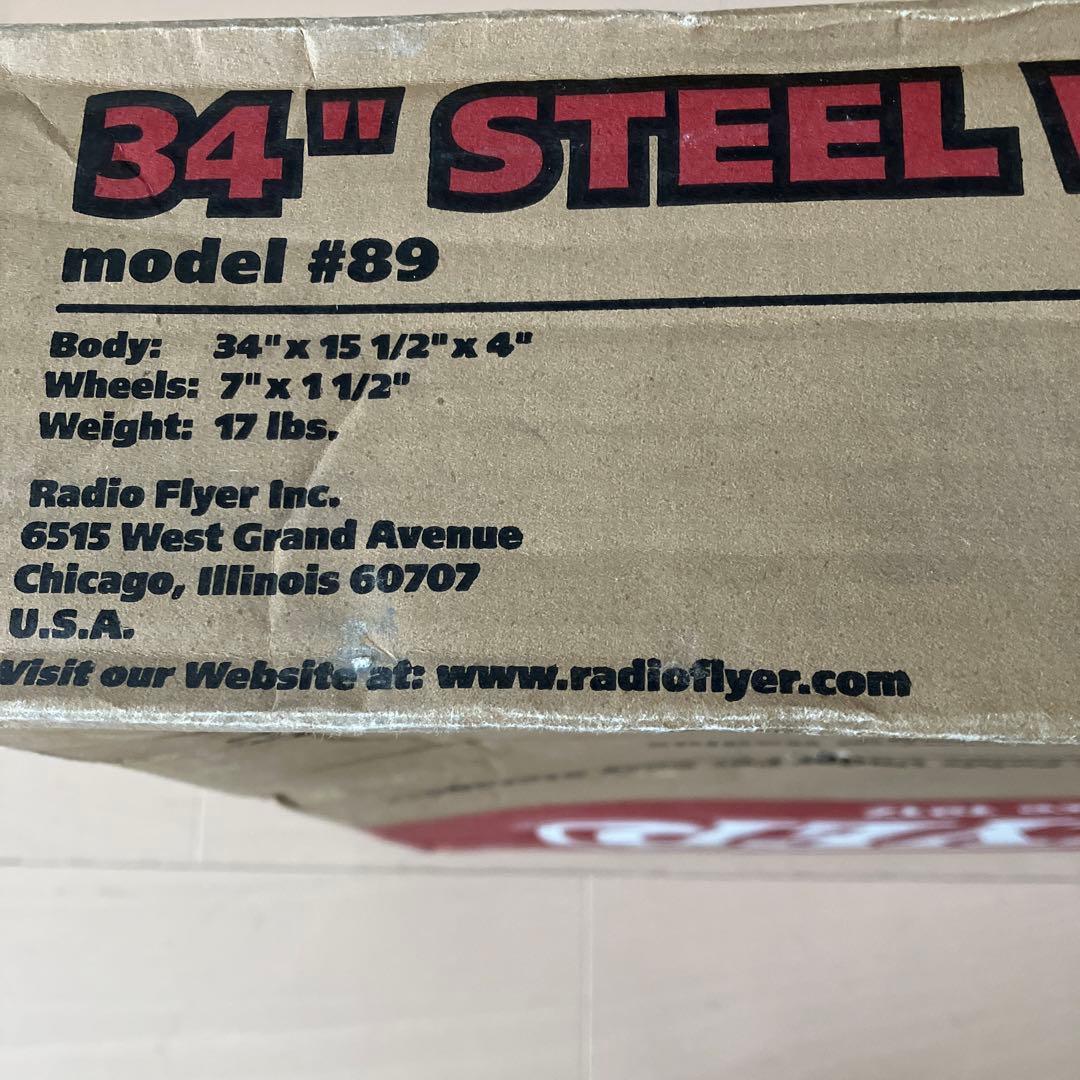 34" STEEL
model #89
Body: 34" x 15 1/2" x 4"
Wheels: 7" x 1 1/2"
Weight: 17 lbs.
Radio Flyer Inc.
6515 West Grand Avenue
Chicago, Illinois 60707
U.S.A.
Visit our Website at: www.radioflyer.com